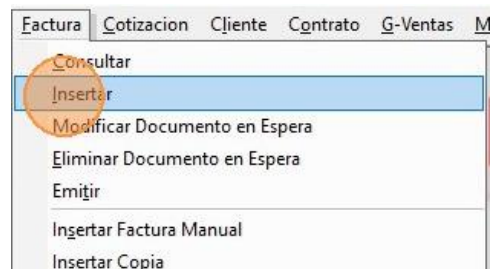 Factura Cotizacion Cliente Contrato G-Ventas M
Consultar
Insertar
Modificar Documento en Espera
Eliminar Documento en Espera
Emitir
Insertar Factura Manual
Insertar Copia